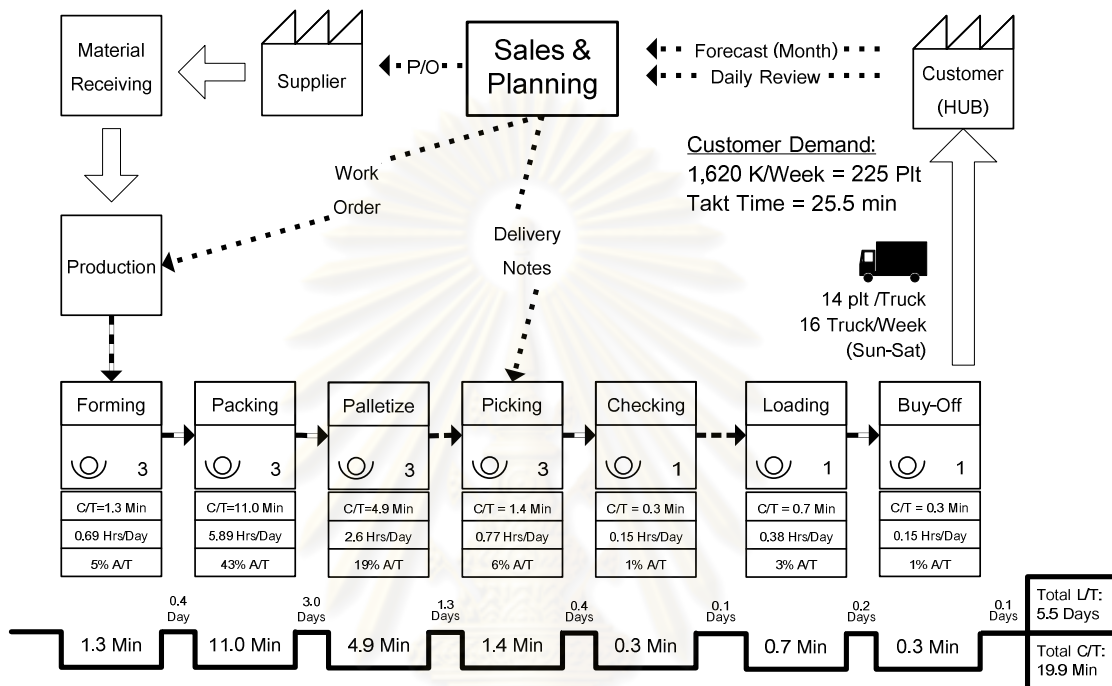 Material
Receiving
Supplier
P/O
Sales &
Planning
Forecast (Month)
Daily Review
Customer
(HUB)
Customer Demand:
1,620 K/Week = 225 Plt
Takt Time = 25.5 min
Work
Order
Delivery
Notes
Production
14 plt /Truck
16 Truck/Week
(Sun-Sat)
Forming
3
C/T=1.3 Min
0.69 Hrs/Day
5% A/T
Packing
3
C/T=11.0 Min
5.89 Hrs/Day
43% A/T
Palletize
3
C/T=4.9 Min
2.6 Hrs/Day
19% A/T
Picking
3
C/T = 1.4 Min
0.77 Hrs/Day
6% A/T
Checking
1
C/T = 0.3 Min
0.15 Hrs/Day
1% A/T
Loading
1
C/T = 0.7 Min
0.38 Hrs/Day
3% A/T
Buy-Off
1
C/T = 0.3 Min
0.15 Hrs/Day
1% A/T
1.3 Min
0.4
Day
11.0 Min
3.0
Days
4.9 Min
1.3
Days
1.4 Min
0.4
Day
0.3 Min
0.1
Days
0.7 Min
0.2
Days
0.3 Min
0.1
Days
Total L/T:
5.5 Days
Total C/T:
19.9 Min